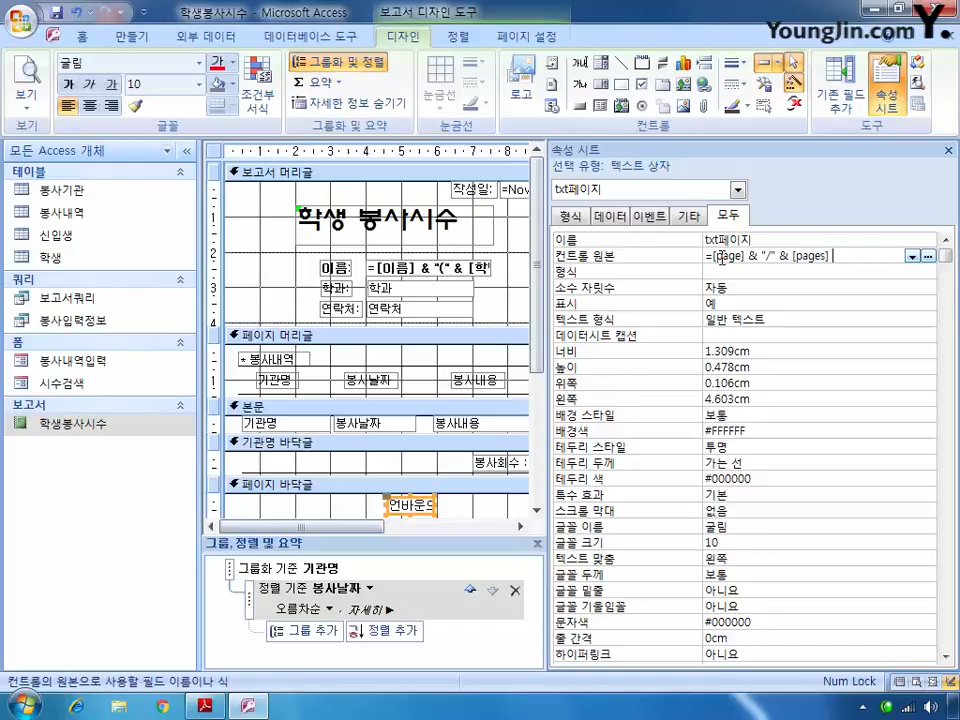 학생봉사시수 - Microsoft Access
보고서 디자인 도구
YoungJin.com Y.
홈 만들기 외부 데이터 데이터베이스 도구 디자인 정렬 페이지 설정
보기
보기
굴림
가 가 가 10
가
조건부 서식
글꼴
그룹화 및 정렬
Σ 요약
자세한 정보 숨기기
그룹화 및 요약
눈금선
눈금선
로고
컨트롤
기존 필드 추가
속성 시트
도구
모든 Access 개체
테이블
봉사기관
봉사내역
신입생
학생
쿼리
보고서쿼리
봉사입력정보
폼
봉사내역입력
시수검색
보고서
학생봉사시수
1 2 3 4 5 6 7 8
보고서 머리글
작성일: =Nov
학생 봉사시수
이름: =[이름] & "(" & [학
학과: 학과
연락처: 연락처
페이지 머리글
* 봉사내역
기관명 봉사날짜 봉사내용
본문
기관명 봉사날짜 봉사내용
기관명 바닥글
봉사회수 :
페이지 바닥글
언바운드
그룹, 정렬 및 요약
그룹화 기준 기관명
정렬 기준 봉사날짜
오름차순 , 자세히
그룹 추가 정렬 추가
속성 시트
선택 유형: 텍스트 상자
txt페이지
형식 데이터 이벤트 기타 모두
이름 txt페이지
컨트롤 원본 =[page] & "/" & [pages]
형식
소수 자릿수 자동
표시 예
텍스트 형식 일반 텍스트
데이터시트 캡션
너비 1.309cm
높이 0.478cm
위쪽 0.106cm
왼쪽 4.603cm
배경 스타일 보통
배경색 #FFFFFF
테두리 스타일 투명
테두리 두께 가는 선
테두리 색 #000000
특수 효과 기본
스크롤 막대 없음
글꼴 이름 굴림
글꼴 크기 10
텍스트 맞춤 왼쪽
글꼴 두께 보통
글꼴 밑줄 아니요
글꼴 기울임꼴 아니요
문자색 #000000
줄 간격 0cm
하이퍼링크 아니요
컨트롤의 원본으로 사용할 필드 이름이나 식
Num Lock